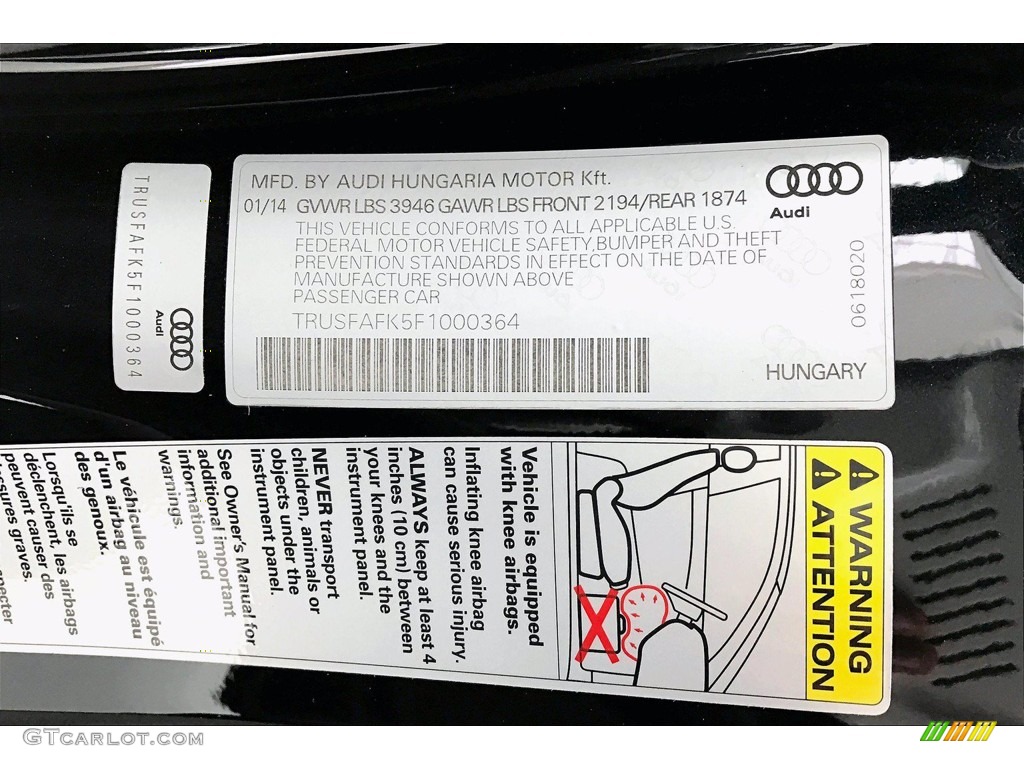 TRUSFAFK5F1000364
Audi
MFD. BY AUDI HUNGARIA MOTOR Kft.
01/14 GVWR LBS 3946 GAWR LBS FRONT 2194/REAR 1874
THIS VEHICLE CONFORMS TO ALL APPLICABLE U.S.
FEDERAL MOTOR VEHICLE SAFETY,BUMPER AND THEFT
PREVENTION STANDARDS IN EFFECT ON THE DATE OF
MANUFACTURE SHOWN ABOVE
PASSENGER CAR
TRUSFAFK5F1000364
Audi
0618020
HUNGARY
WARNING
ATTENTION
Vehicle is equipped
with knee airbags.
Inflating knee airbag
can cause serious injury.
ALWAYS keep at least 4
inches (10 cm) between
your knees and the
instrument panel.
NEVER transport
children, animals or
objects under the
instrument panel.
See Owner's Manual for
additional important
information and
warnings.
Le véhicule est équipé
d'un airbag au niveau
des genoux.
Lorsqu'ils se
déclenchent, les airbags
peuvent causer des
blessures graves.
GTCARLOT.COM